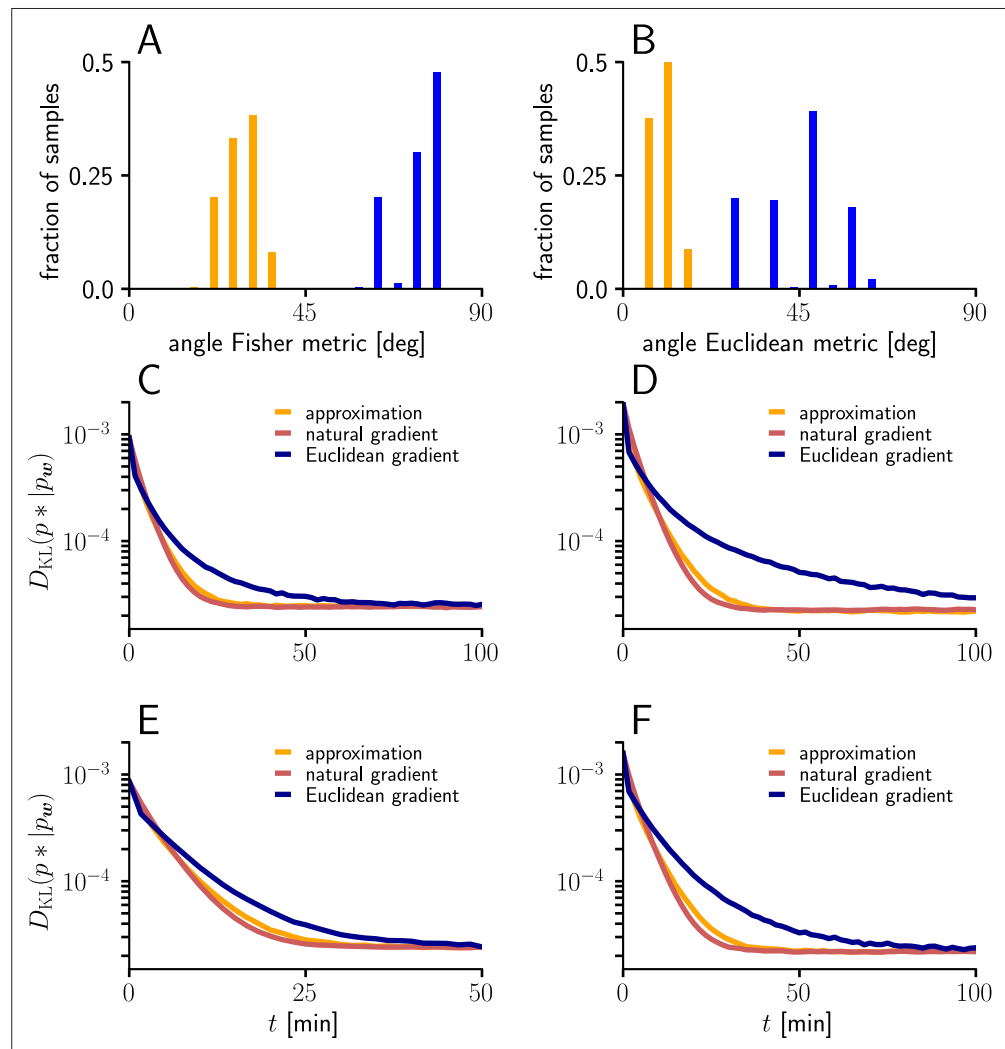 A
B
fraction of samples
0.5
0.25
0.0
0
45
90
angle Fisher metric [deg]
fraction of samples
0.5
0.25
0.0
0
45
90
angle Euclidean metric [deg]
C
D
D_KL(p * |p_w)
10^-3
10^-4
approximation
natural gradient
Euclidean gradient
0
50
100
10^-3
10^-4
approximation
natural gradient
Euclidean gradient
0
50
100
E
F
D_KL(p * |p_w)
10^-3
10^-4
approximation
natural gradient
Euclidean gradient
0
25
50
t [min]
10^-3
10^-4
approximation
natural gradient
Euclidean gradient
0
50
100
t [min]